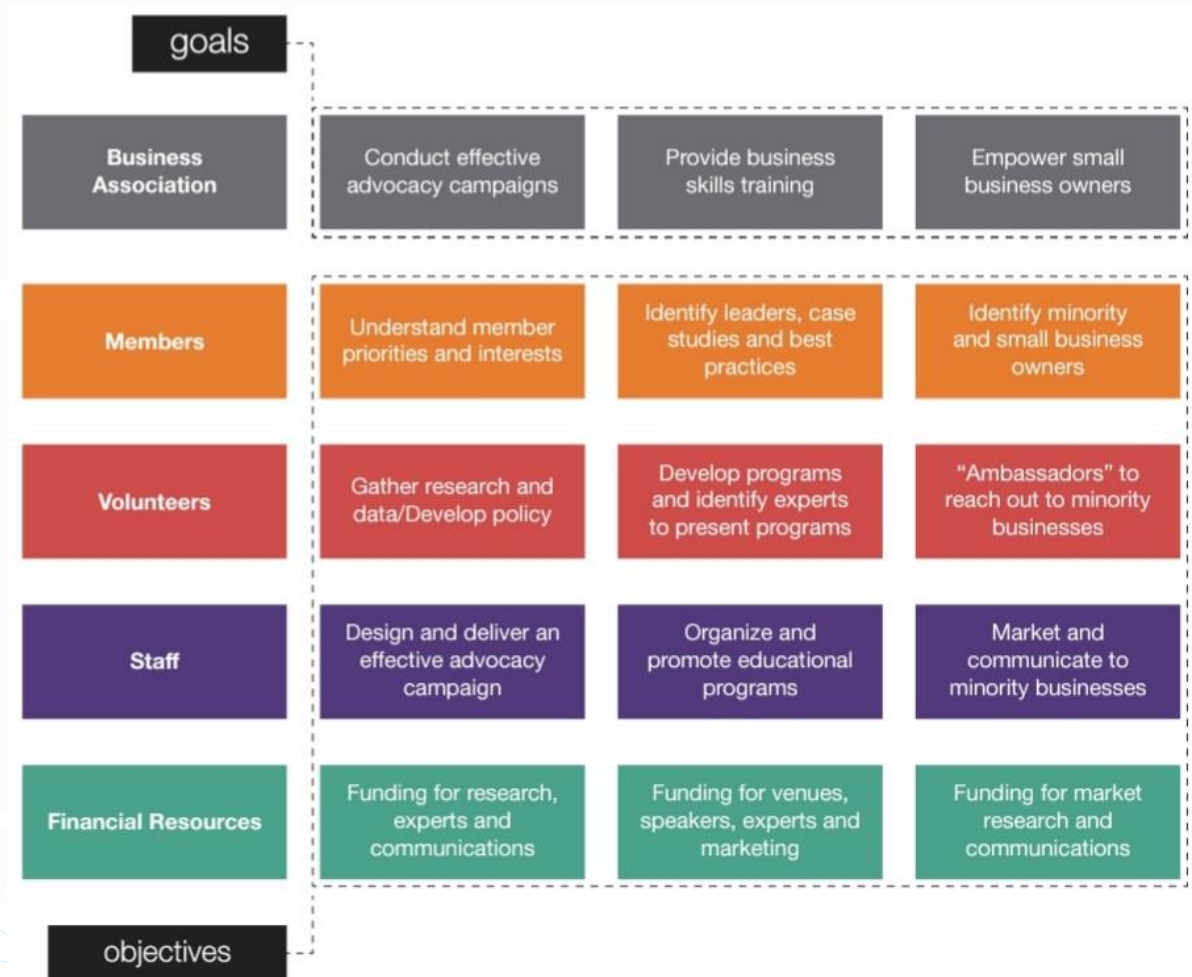 goals
Business
Association
Conduct effective
advocacy campaigns
Provide business
skills training
Empower small
business owners
Members
Understand member
priorities and interests
Identify leaders, case
studies and best
practices
Identify minority
and small business
owners
Volunteers
Gather research and
data/Develop policy
Develop programs
and identify experts
to present programs
“Ambassadors” to
reach out to minority
businesses
Staff
Design and deliver an
effective advocacy
campaign
Organize and
promote educational
programs
Market and
communicate to
minority businesses
Financial Resources
Funding for research,
experts and
communications
Funding for venues,
speakers, experts and
marketing
Funding for market
research and
communications
objectives